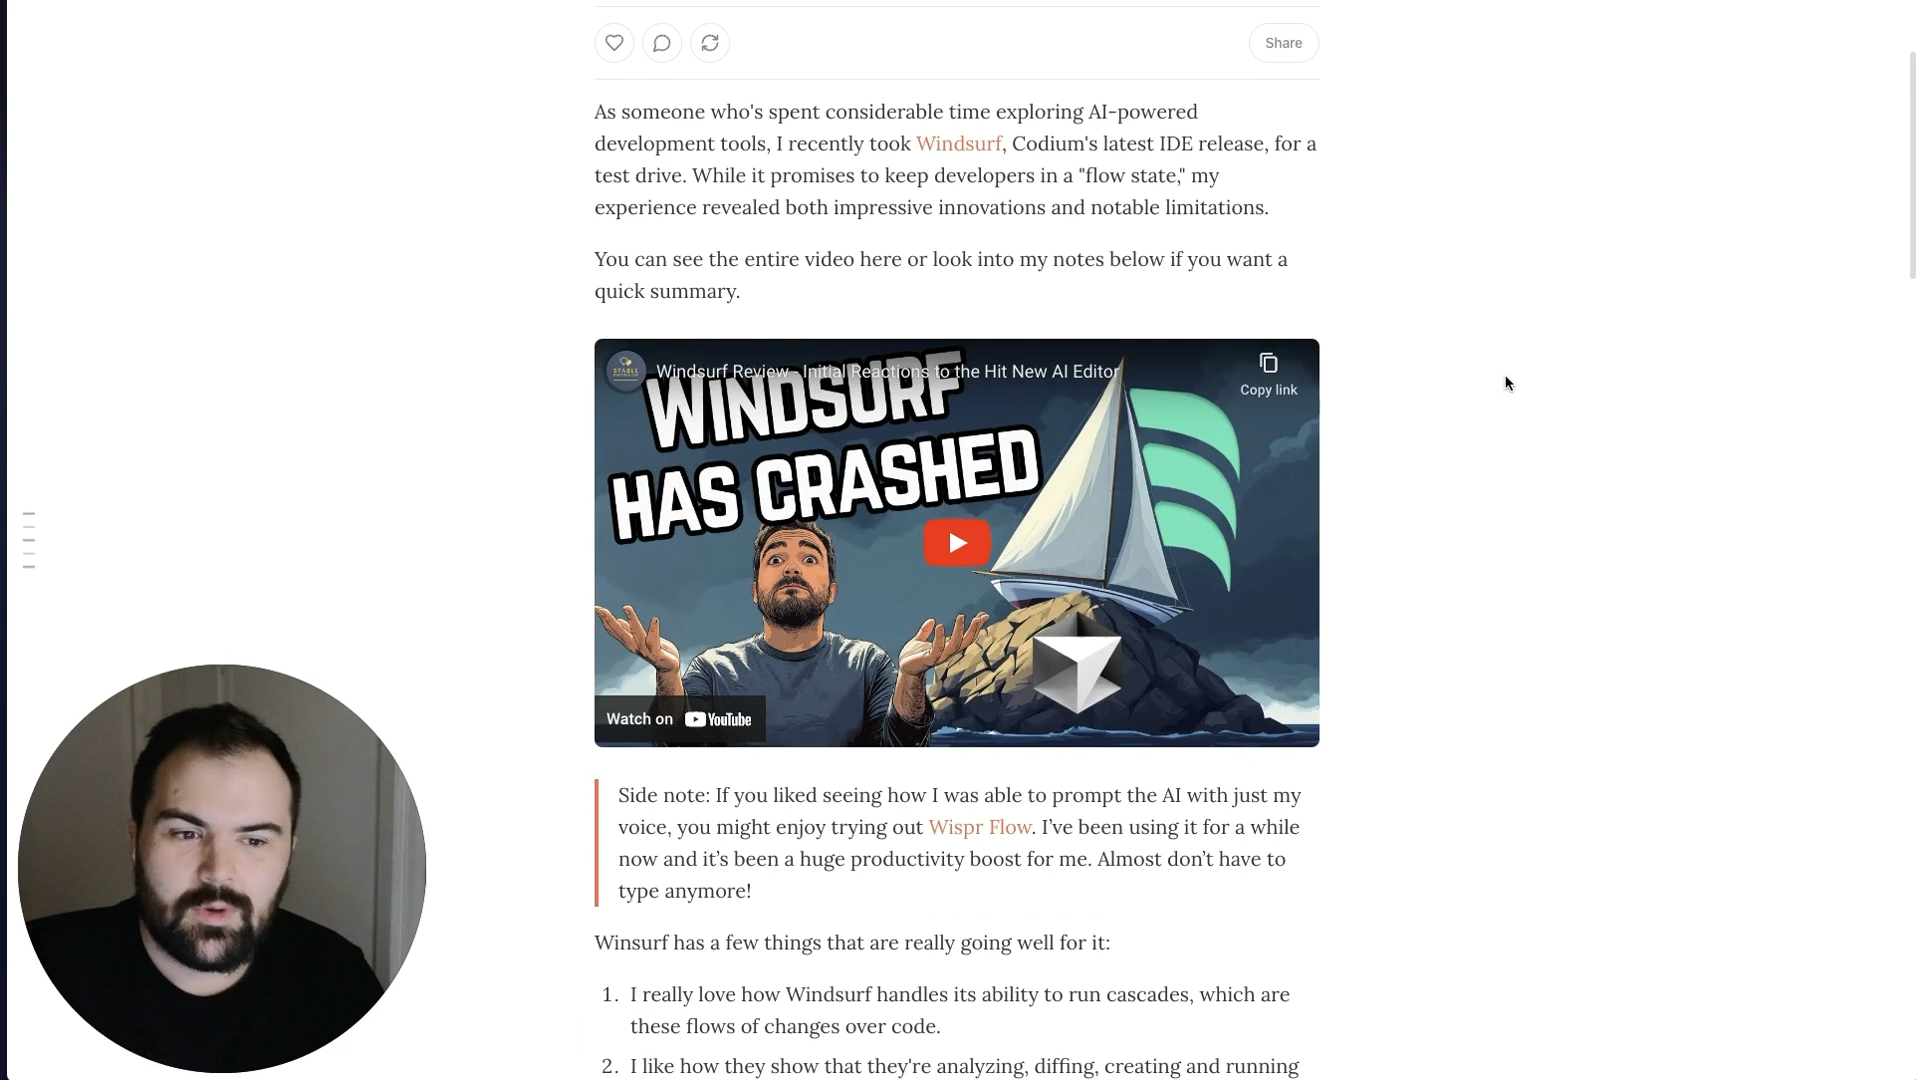 Share
As someone who's spent considerable time exploring AI-powered
development tools, I recently took Windsurf, Codium's latest IDE release, for a
test drive. While it promises to keep developers in a "flow state," my
experience revealed both impressive innovations and notable limitations.
You can see the entire video here or look into my notes below if you want a
quick summary.
STABLE
Windsurf Review - Initial Reactions to the Hit New AI Editor
Copy link
WINDSURF
HAS CRASHED
Watch on YouTube
Side note: If you liked seeing how I was able to prompt the AI with just my
voice, you might enjoy trying out Wispr Flow. I’ve been using it for a while
now and it’s been a huge productivity boost for me. Almost don’t have to
type anymore!
Winsurf has a few things that are really going well for it:
1. I really love how Windsurf handles its ability to run cascades, which are
these flows of changes over code.
2. I like how they show that they're analyzing, diffing, creating and running